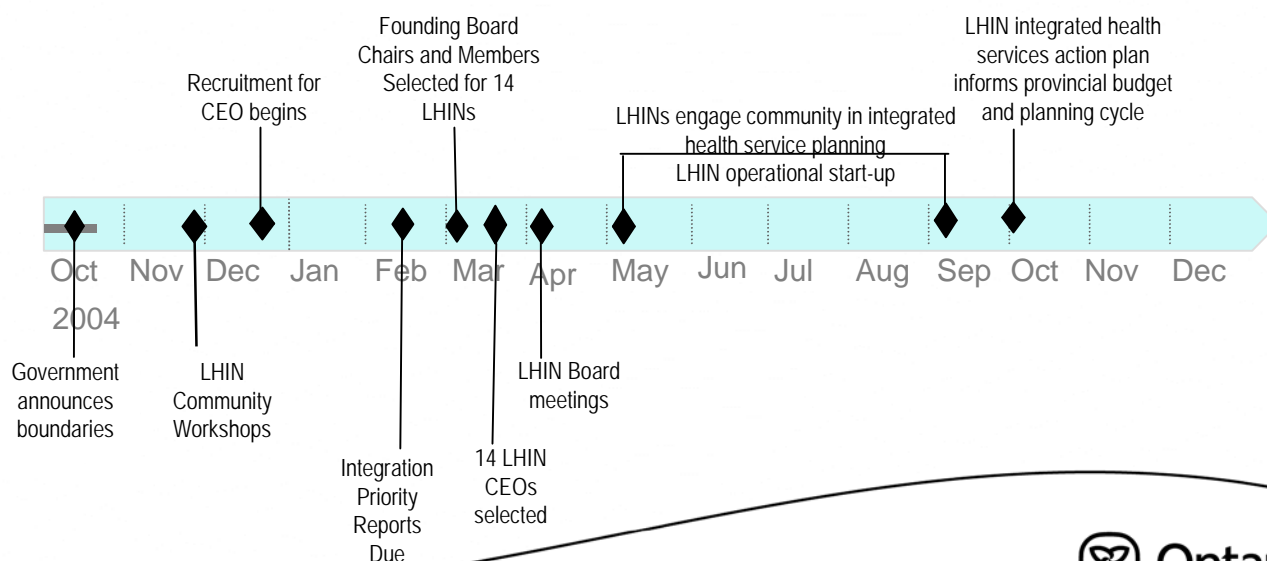 Founding Board
Chairs and Members
Selected for 14
LHINs
LHIN integrated health
services action plan
informs provincial budget
and planning cycle
Recruitment for
CEO begins
LHINs engage community in integrated
health service planning
LHIN operational start-up
Oct Nov Dec Jan Feb Mar Apr May Jun Jul Aug Sep Oct Nov Dec
2004
Government
announces
boundaries
LHIN
Community
Workshops
LHIN Board
meetings
Integration
Priority
Reports
Due
14 LHIN
CEOs
selected